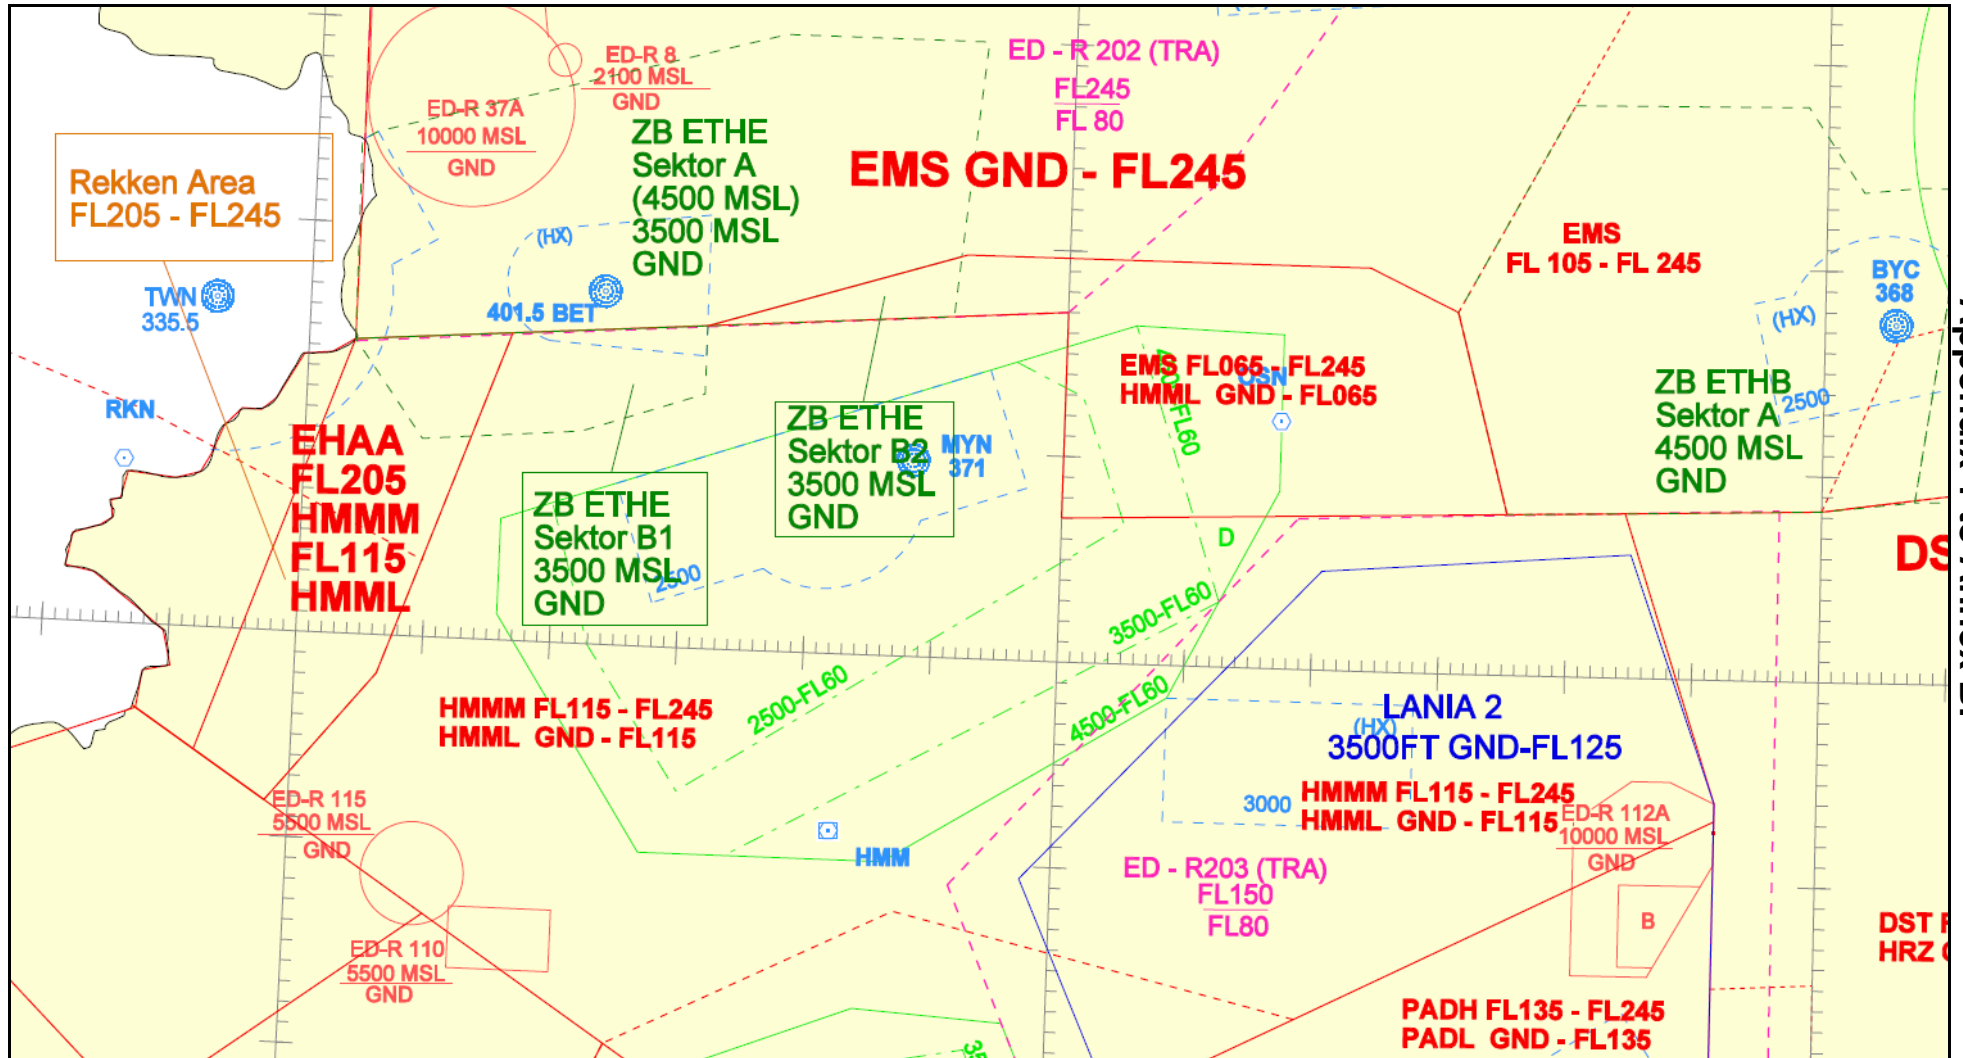 ED-R 8
2100 MSL
GND
ED-R 37A
10000 MSL
GND
ED - R 202 (TRA)
FL245
FL 80
ZB ETHE
Sektor A
(4500 MSL)
3500 MSL
GND
EMS GND - FL245
Rekken Area
FL205 - FL245
(HX)
EMS
FL 105 - FL 245
BYC
368
TWN
335.5
401.5 BET
(HX)
EMS FL065 - FL245
HMML GND - FL065
OSN
ZB ETHB
Sektor A
4500 MSL
GND
2500
RKN
EHAA
FL205
HMMM
FL115
HMML
ZB ETHE
Sektor B2
3500 MSL
GND
MYN
371
ZB ETHE
Sektor B1
3500 MSL
GND
2500
D
3500-FL60
2500-FL60
4500-FL60
HMMM FL115 - FL245
HMML GND - FL115
LANIA 2
(HX)
3500FT GND-FL125
3000
HMMM FL115 - FL245
HMML GND - FL115
ED-R 112A
10000 MSL
GND
B
ED-R 115
5500 MSL
GND
HMM
ED - R203 (TRA)
FL150
FL80
ED-R 110
5500 MSL
GND
PADH FL135 - FL245
PADL GND - FL135
DST